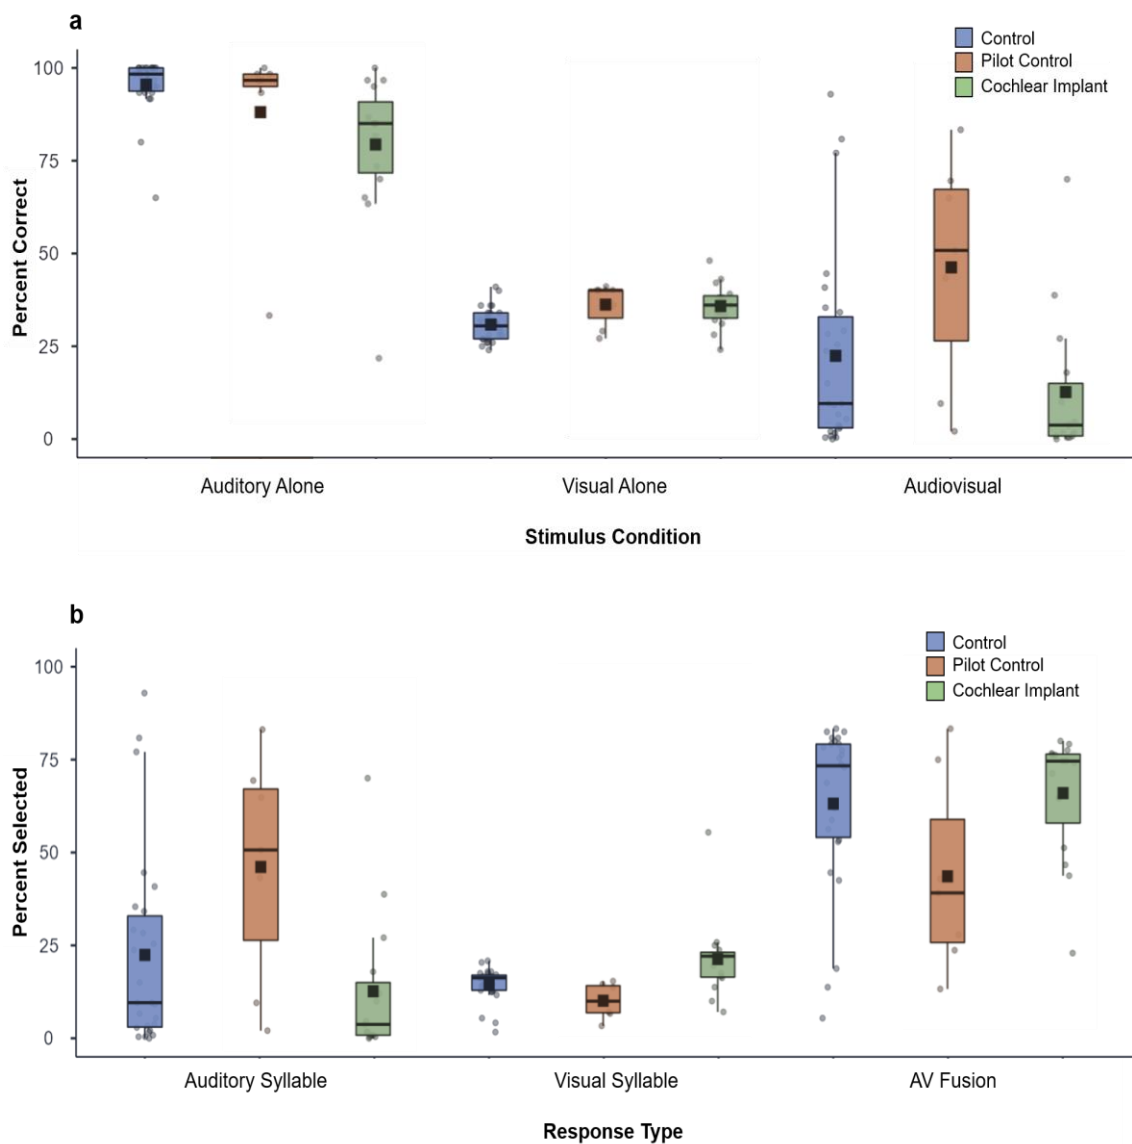 a
Control
Pilot Control
Cochlear Implant
100
75
50
25
0
Percent Correct
Auditory Alone
Visual Alone
Audiovisual
Stimulus Condition
b
Control
Pilot Control
Cochlear Implant
100
75
50
25
0
Percent Selected
Auditory Syllable
Visual Syllable
AV Fusion
Response Type